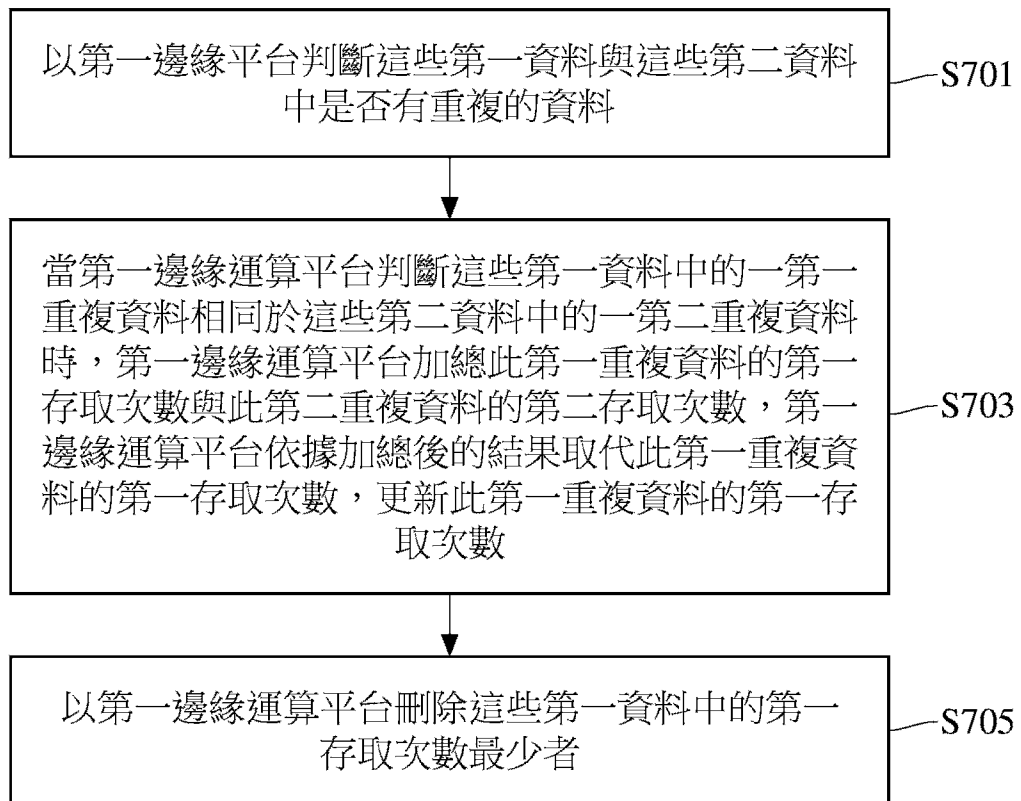 以第一邊緣平台判斷這些第一資料與這些第二資料
中是否有重複的資料
S701
當第一邊緣運算平台判斷這些第一資料中的一第一
重複資料相同於這些第二資料中的一第二重複資料
時，第一邊緣運算平台加總此第一重複資料的第一
存取次數與此第二重複資料的第二存取次數，第一
邊緣運算平台依據加總後的結果取代此第一重複資
料的第一存取次數，更新此第一重複資料的第一存
取次數
S703
以第一邊緣運算平台刪除這些第一資料中的第一
存取次數最少者
S705